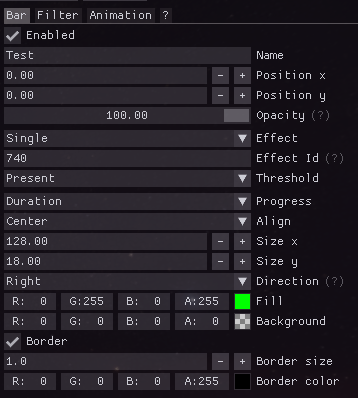 Bar Filter Animation ?
Enabled
Test Name
0.00 - + Position x
0.00 - + Position y
100.00 Opacity (?)
Single Effect
740 Effect Id (?)
Present Threshold
Duration Progress
Center Align
128.00 - + Size x
18.00 - + Size y
Right Direction (?)
R: 0 G:255 B: 0 A:255 Fill
R: 0 G: 0 B: 0 A: 0 Background
Border
1.0 - + Border size
R: 0 G: 0 B: 0 A:255 Border color